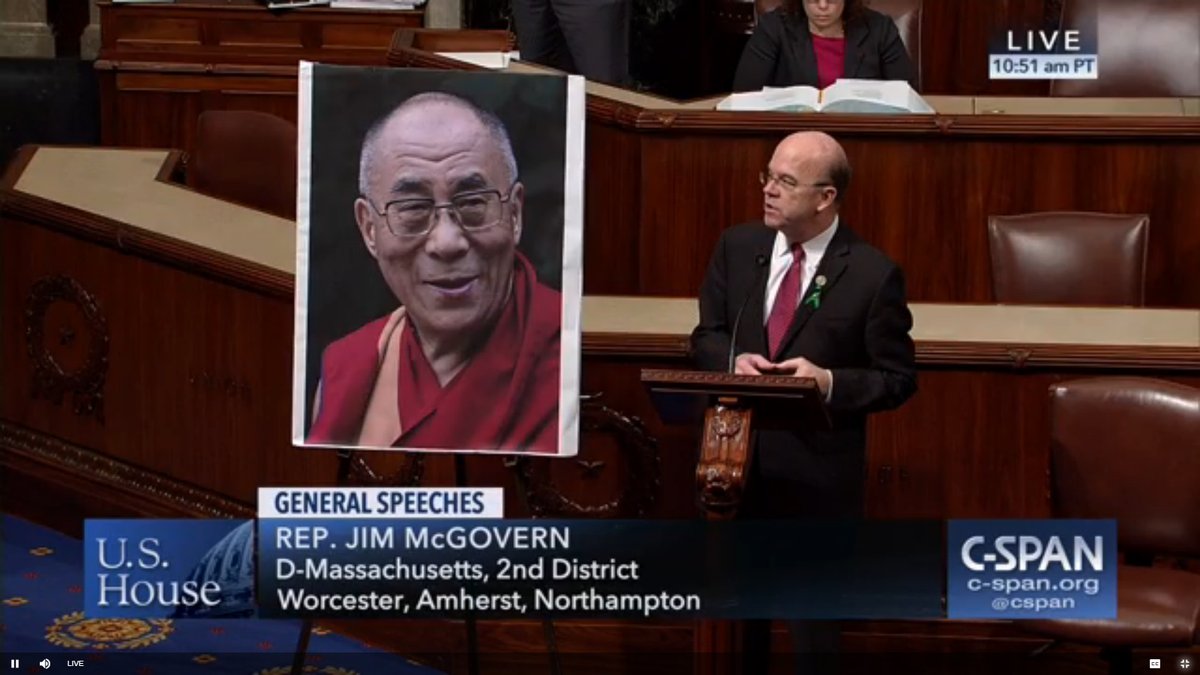 LIVE
10:51 am PT
GENERAL SPEECHES
U.S.
House
REP. JIM McGOVERN
D-Massachusetts, 2nd District
Worcester, Amherst, Northampton
C-SPAN
c-span.org
@cspan
LIVE
CC